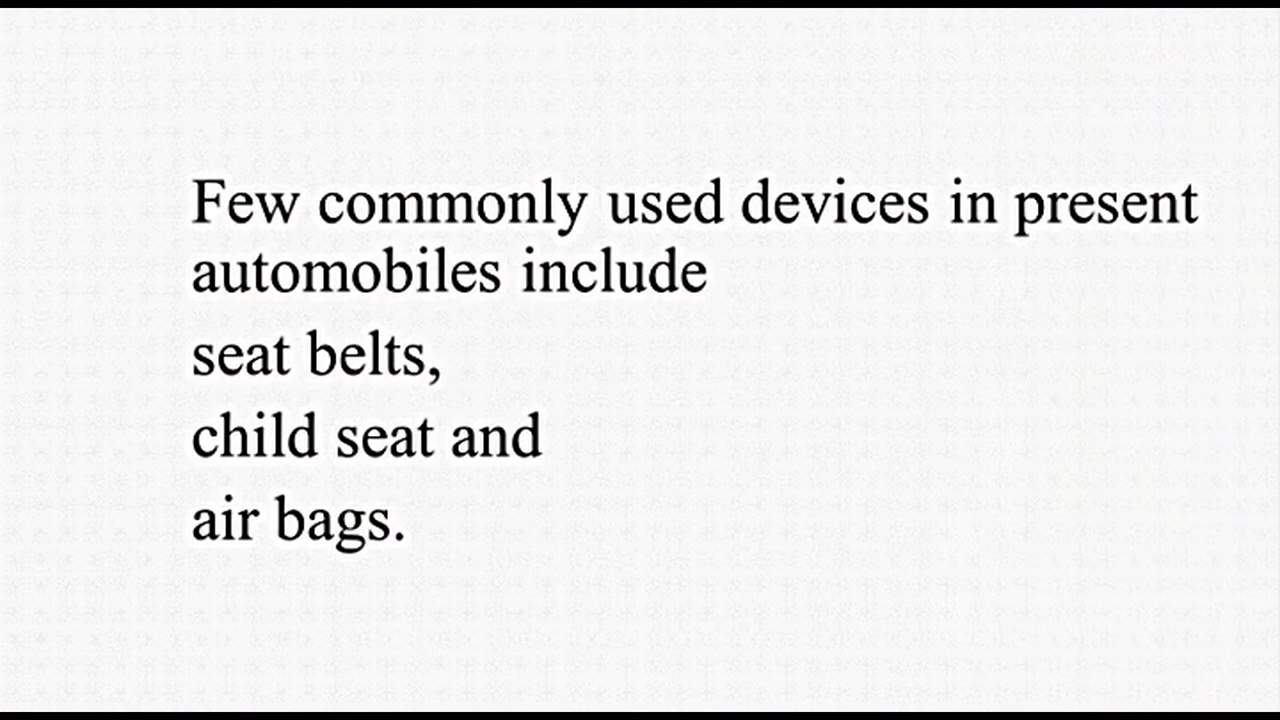 Few commonly used devices in present
automobiles include
seat belts,
child seat and
air bags.